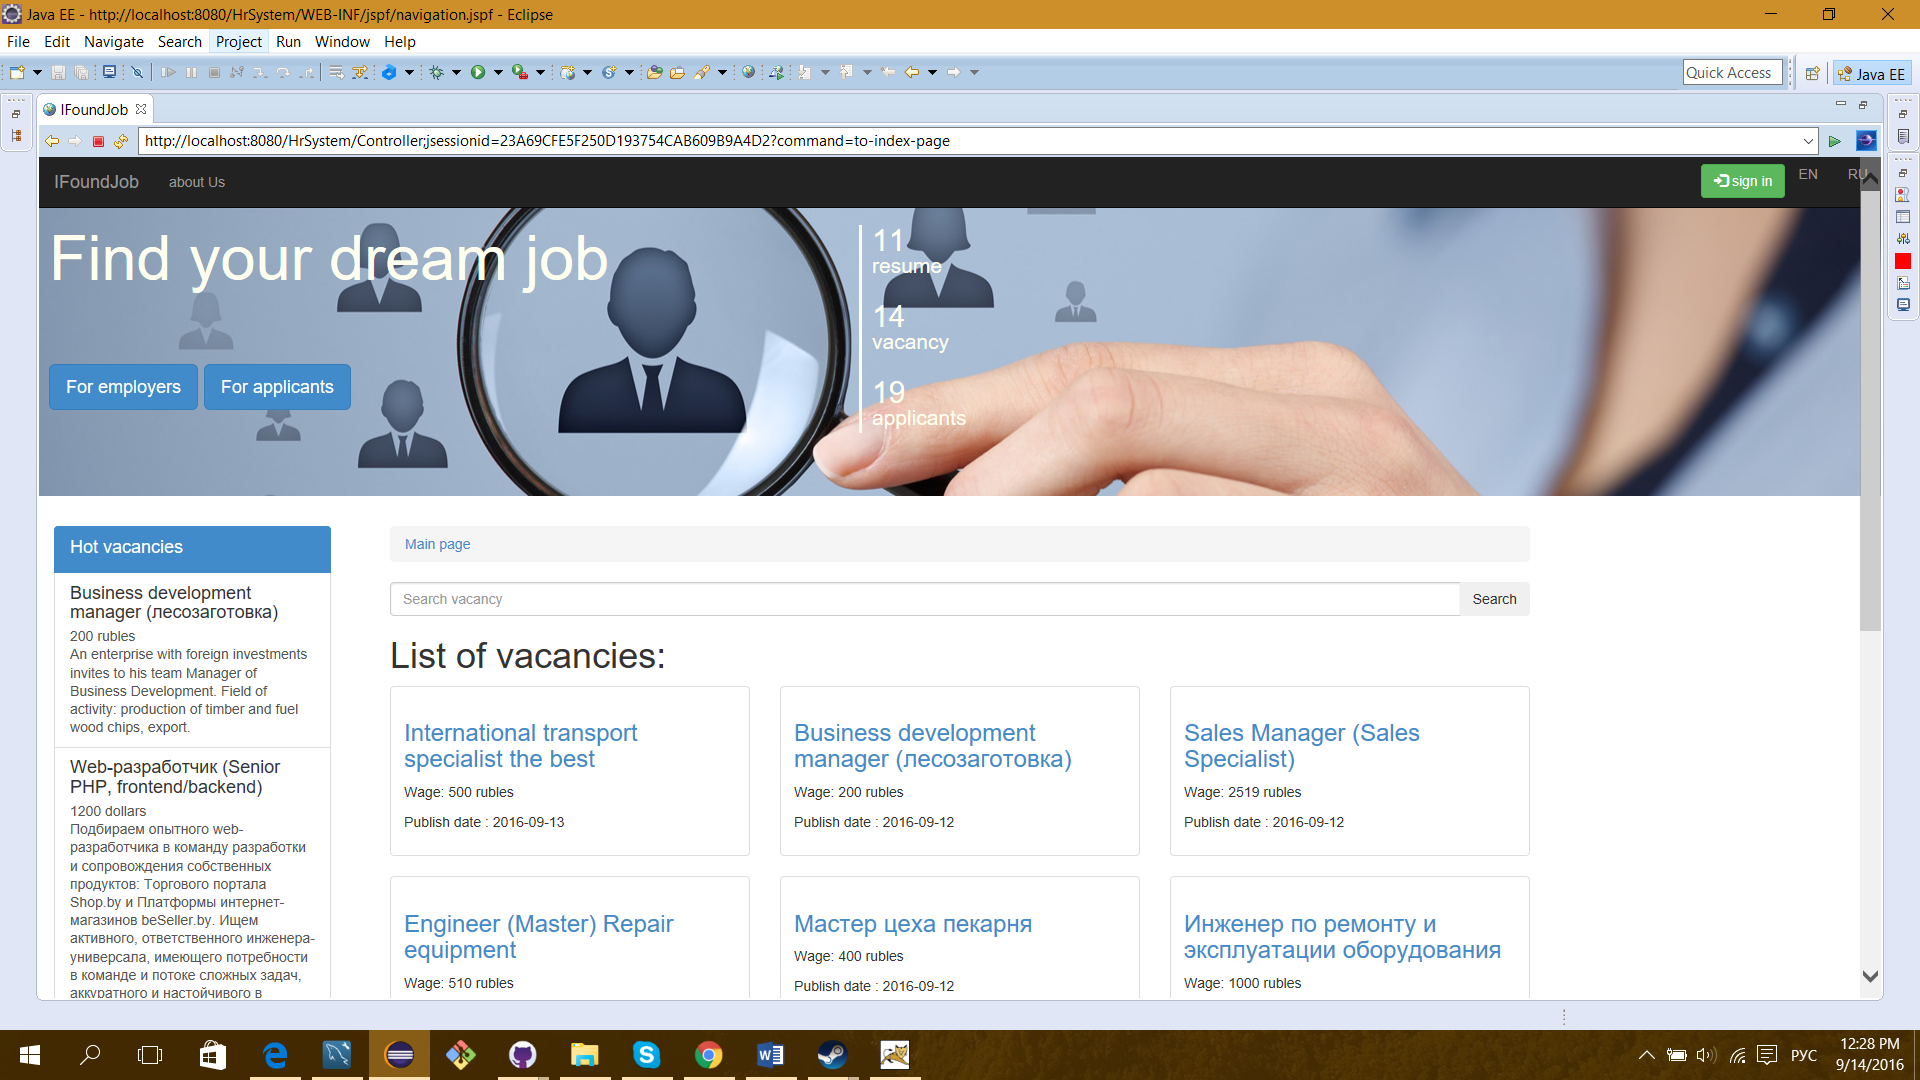 Java EE - http://localhost:8080/HrSystem/WEB-INF/jspf/navigation.jspf - Eclipse
File Edit Navigate Search Project Run Window Help
Quick Access
Java EE
IFoundJob
http://localhost:8080/HrSystem/Controller;jsessionid=23A69CFE5F250D193754CAB609B9A4D2?command=to-index-page
IFoundJob about Us sign in EN RU
Find your dream job
11
resume
14
vacancy
19
applicants
For employers For applicants
Hot vacancies
Business development
manager (лесозаготовка)
200 rubles
An enterprise with foreign investments
invites to his team Manager of
Business Development. Field of
activity: production of timber and fuel
wood chips, export.
Web-разработчик (Senior
PHP, frontend/backend)
1200 dollars
Подбираем опытного web-
разработчика в команду разработки
и сопровождения собственных
продуктов: Торгового портала
Shop.by и Платформы интернет-
магазинов beSeller.by. Ищем
активного, ответственного инженера-
универсала, имеющего потребности
в команде и потоке сложных задач,
аккуратного и настойчивого в
Main page
Search vacancy
Search
List of vacancies:
International transport
specialist the best
Wage: 500 rubles
Publish date : 2016-09-13
Business development
manager (лесозаготовка)
Wage: 200 rubles
Publish date : 2016-09-12
Sales Manager (Sales
Specialist)
Wage: 2519 rubles
Publish date : 2016-09-12
Engineer (Master) Repair
equipment
Wage: 510 rubles
Мастер цеха пекарня
Wage: 400 rubles
Publish date : 2016-09-12
Инженер по ремонту и
эксплуатации оборудования
Wage: 1000 rubles
РУС
12:28 PM
9/14/2016